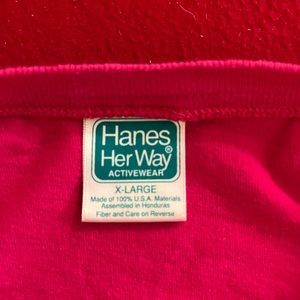 Hanes
Her Way®
ACTIVEWEAR
X-LARGE
Made of 100% U.S.A. Materials
Assembled in Honduras
Fiber and Care on Reverse